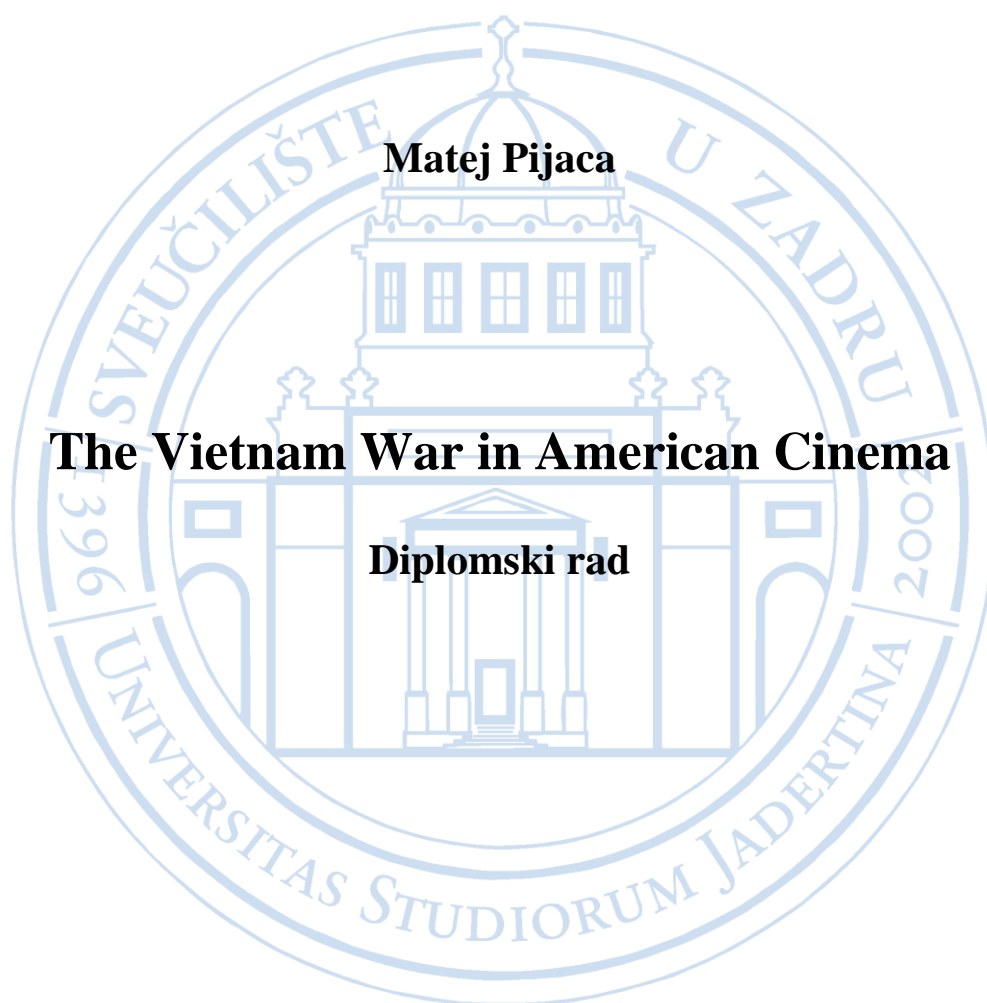 Matej Pijaca
The Vietnam War in American Cinema
Diplomski rad
SVEUČILIŠTE U ZADRU
1396
2002
UNIVERSITAS STUDIORUM JADERTINA